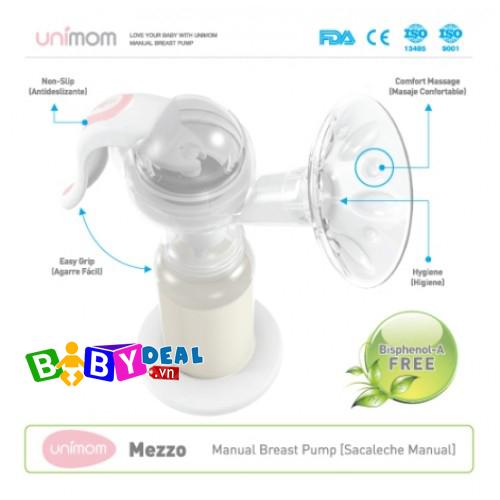 unimom
LOVE YOUR BABY WITH UNIMOM
MANUAL BREAST PUMP
FDA CE ISO 13485 ISO 9001
Non-Slip
(Antideslizante)
Comfort Massage
(Masaje Confortable)
Easy Grip
(Agarre Fácil)
Hygiene
(Higiene)
BABYDEAL
.vn
Bisphenol-A
FREE
unimom Mezzo Manual Breast Pump [Sacaleche Manual]